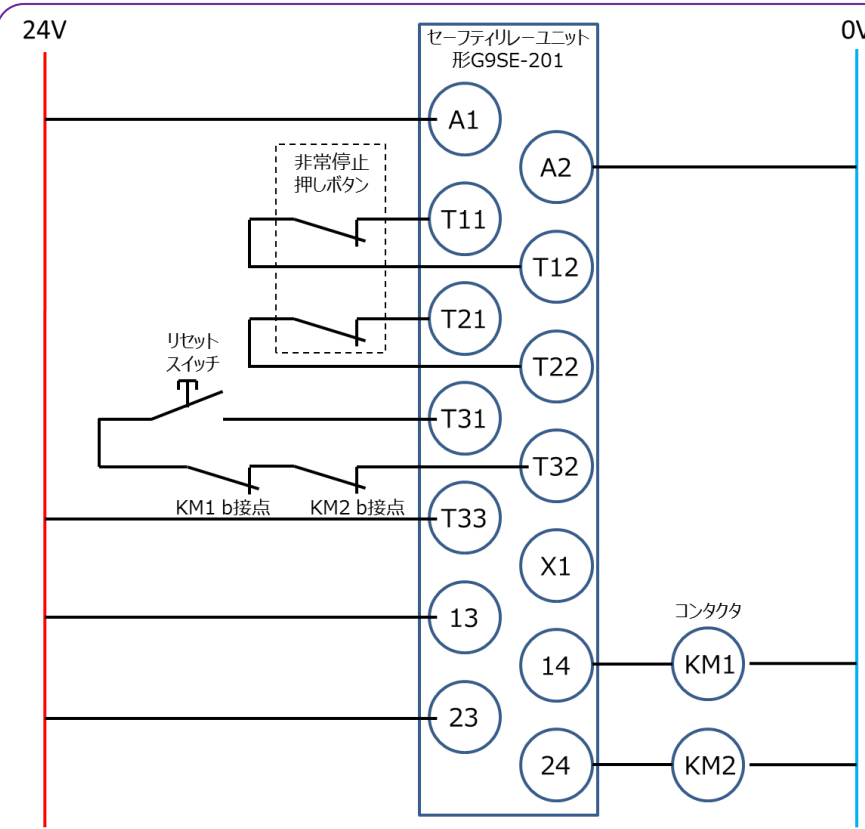 24V
0V
セーフティリレーユニット
形G9SE-201
A1
A2
非常停止
押しボタン
T11
T12
T21
T22
リセット
スイッチ
T31
T32
KM1 b接点
KM2 b接点
T33
X1
13
コンタクタ
14
KM1
23
24
KM2